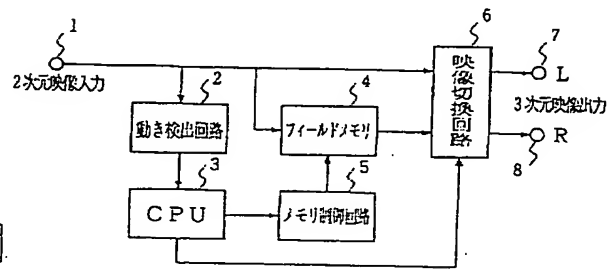 1
2次元映像入力
2
動き検出回路
3
CPU
4
フィールドメモリ
5
メモリ制御回路
6
映像切換回路
7
L
3次元映像出力
R
8